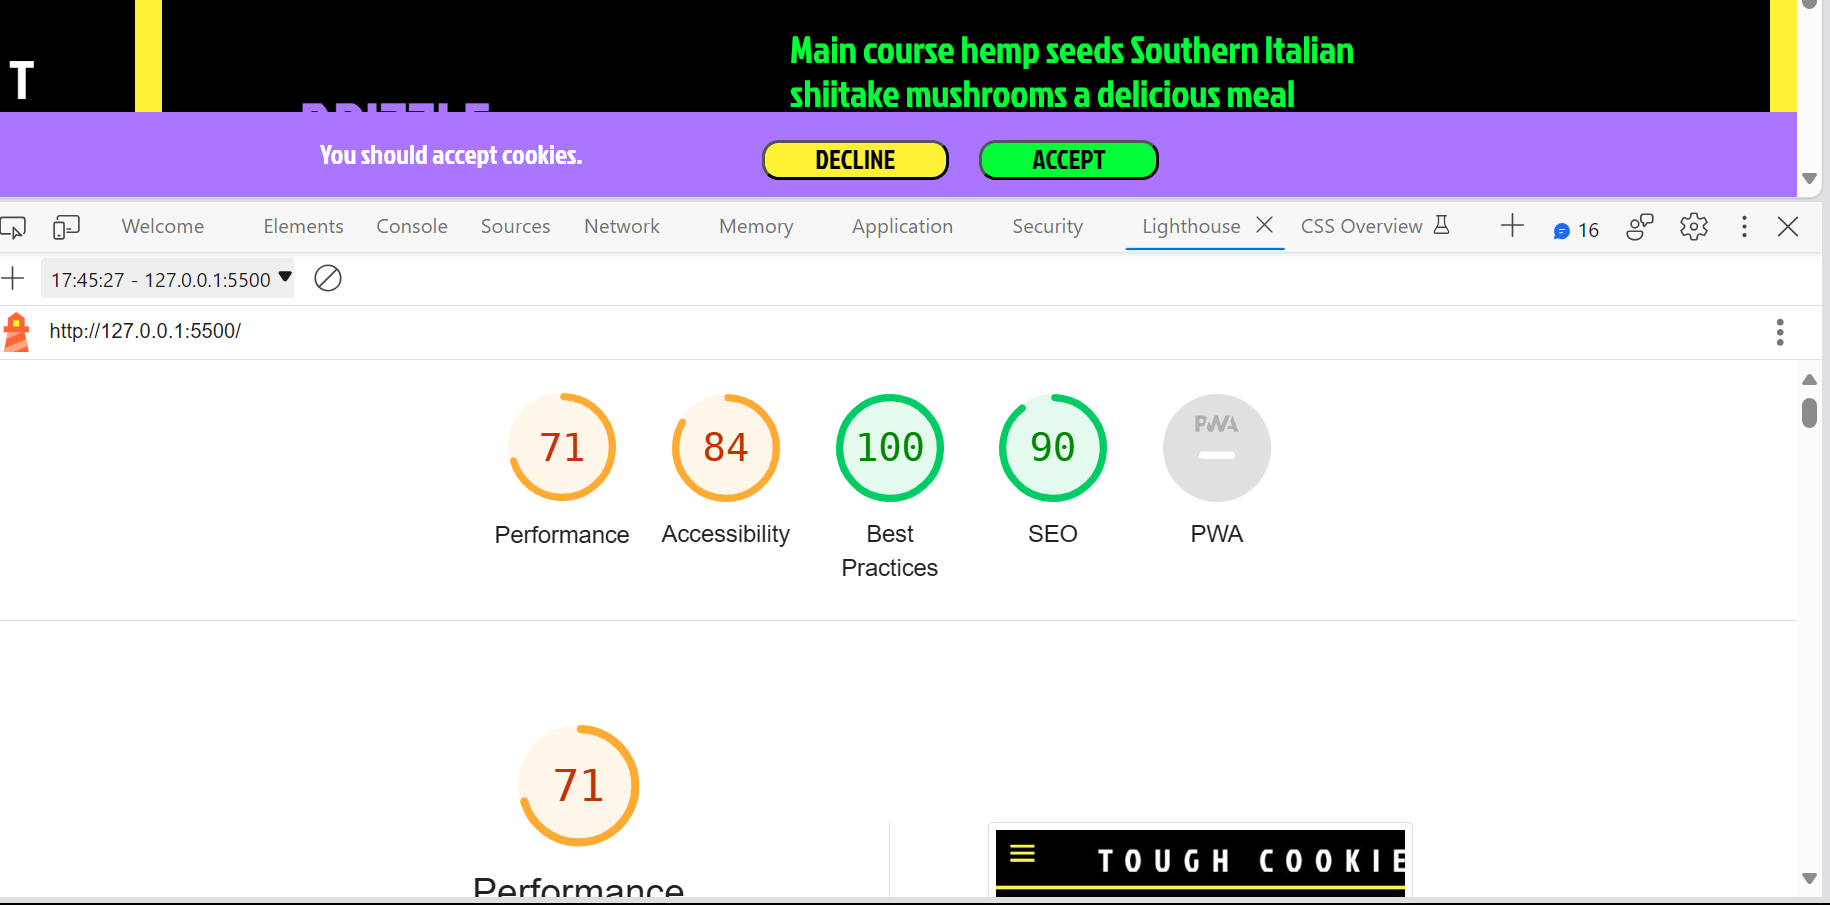 Main course hemp seeds Southern Italian
T
shiitake mushrooms a delicious meal
DRIZZLE
You should accept cookies.
DECLINE
ACCEPT
Welcome Elements Console Sources Network Memory Application Security Lighthouse CSS Overview 16
17:45:27 - 127.0.0.1:5500
http://127.0.0.1:5500/
71 84 100 90 PWA
Performance Accessibility Best Practices SEO PWA
71
Performance
TOUGH COOKIE